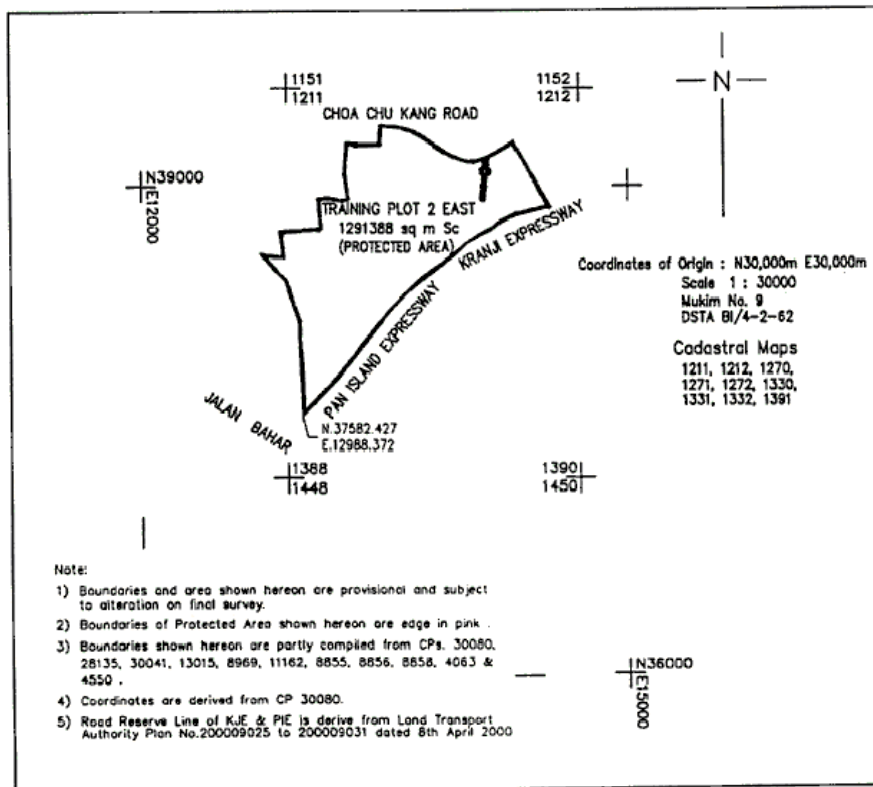 1151
1211
1152
1212
N
CHOA CHU KANG ROAD
N39000
E12000
TRAINING PLOT 2 EAST
1291388 sq m Sc
(PROTECTED AREA)
KRANJI EXPRESSWAY
PAN ISLAND EXPRESSWAY
JALAN BAHAR
N.37582.427
E.12988.372
Coordinates of Origin : N30,000m E30,000m
Scale 1 : 30000
Mukim No. 9
DSTA BI/4-2-62
Cadastral Maps
1211, 1212, 1270,
1271, 1272, 1330,
1331, 1332, 1391
1388
1448
1390
1450
Note:
1) Boundaries and area shown hereon are provisional and subject
to alteration on final survey.
2) Boundaries of Protected Area shown hereon are edge in pink .
3) Boundaries shown hereon are partly compiled from CPs. 30080,
28135, 30041, 13015, 8969, 11162, 8855, 8856, 8858, 4063 &
4550 .
4) Coordinates are derived from CP 30080.
5) Road Reserve Line of KJE & PIE is derive from Land Transport
Authority Plan No.200009025 to 200009031 dated 8th April 2000
N36000
E15000